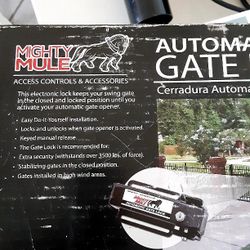 MIGHTY
MULE
AUTOMA
GATE
ACCESS CONTROLS & ACCESSORIES
Cerradura Automa
This electronic lock keeps your swing gate
in the closed and locked position until you
activate your automatic gate opener.
- Easy Do-It-Yourself installation.
- Locks and unlocks when gate opener is activated.
- Keyed manual release.
- The Gate Lock is recommended for:
- Extra security (withstands over 3500 lbs. of force).
- Stabilizing gates in the closed position.
- Gates installed in high wind areas.
MIGHTY
MULE